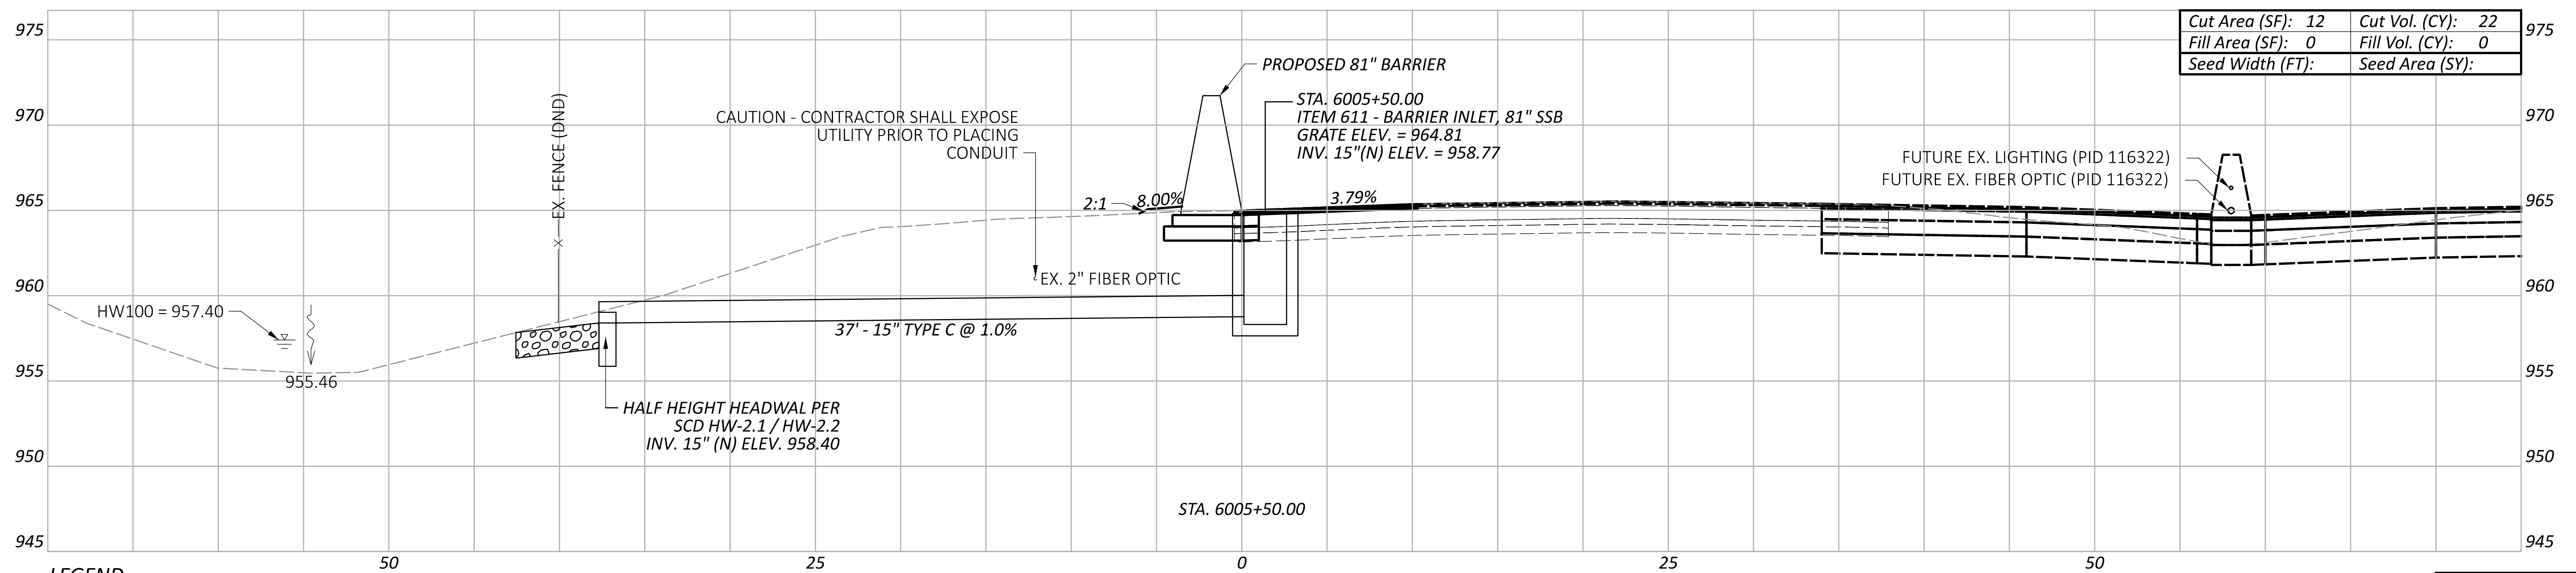 975
970
965
960
955
950
945
Cut Area (SF): 12 Cut Vol. (CY): 22
Fill Area (SF): 0 Fill Vol. (CY): 0
Seed Width (FT): Seed Area (SY):
975
970
965
960
955
950
945
PROPOSED 81" BARRIER
STA. 6005+50.00
ITEM 611 - BARRIER INLET, 81" SSB
GRATE ELEV. = 964.81
INV. 15"(N) ELEV. = 958.77
CAUTION - CONTRACTOR SHALL EXPOSE
UTILITY PRIOR TO PLACING
CONDUIT
X EX. FENCE (DND)
FUTURE EX. LIGHTING (PID 116322)
FUTURE EX. FIBER OPTIC (PID 116322)
2:1
8.00%
3.79%
EX. 2" FIBER OPTIC
HW100 = 957.40
37' - 15" TYPE C @ 1.0%
955.46
HALF HEIGHT HEADWAL PER
SCD HW-2.1 / HW-2.2
INV. 15" (N) ELEV. 958.40
STA. 6005+50.00
50 25 0 25 50
LEGEND